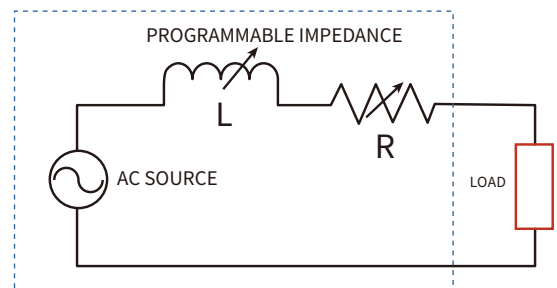 PROGRAMMABLE IMPEDANCE
L
R
AC SOURCE
LOAD